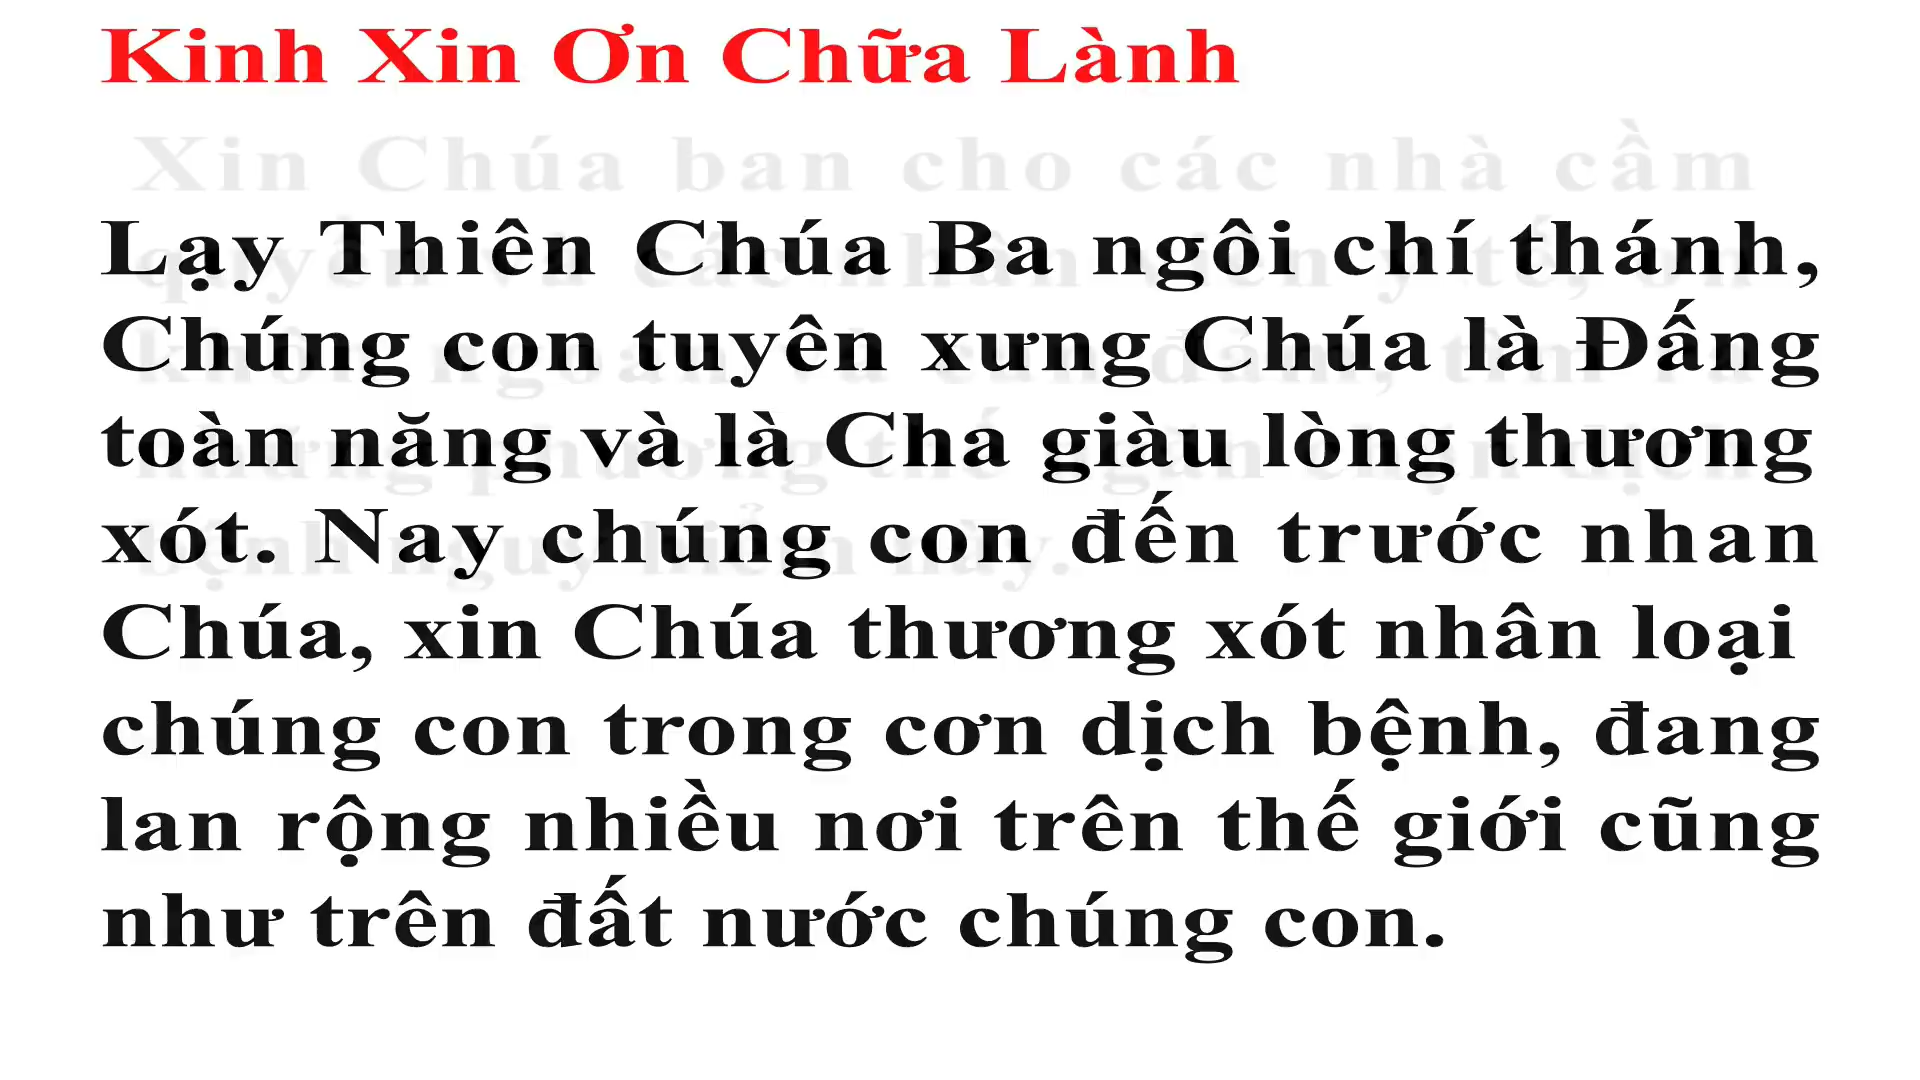 Kinh Xin Ơn Chữa Lành
Xin Chúa ban cho các nhà cầm
Lạy Thiên Chúa Ba ngôi chí thánh,
Chúng con tuyên xưng Chúa là Đấng
toàn năng và là Cha giàu lòng thương
xót. Nay chúng con đến trước nhan
Chúa, xin Chúa thương xót nhân loại
chúng con trong cơn dịch bệnh, đang
lan rộng nhiều nơi trên thế giới cũng
như trên đất nước chúng con.